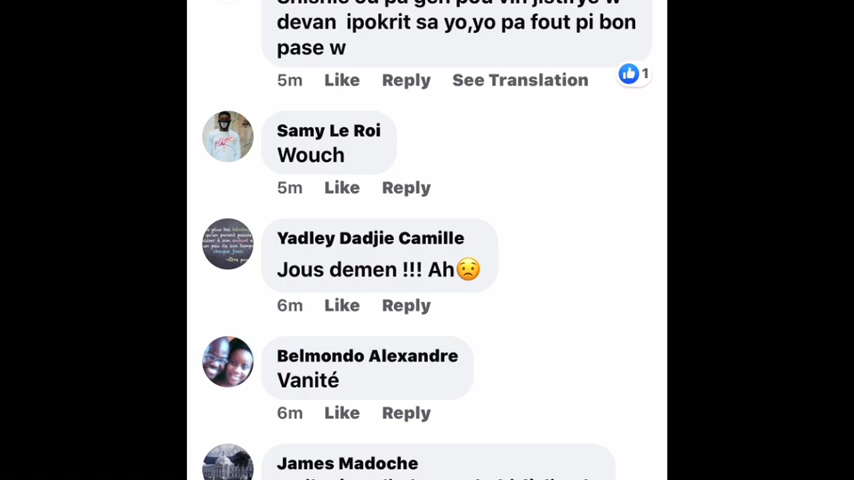 devan ipokrit sa yo,yo pa fout pi bon
pase w
5m Like Reply See Translation 1
Samy Le Roi
Wouch
5m Like Reply
Yadley Dadjie Camille
Jous demen !!! Ah😟
6m Like Reply
Belmondo Alexandre
Vanité
6m Like Reply
James Madoche